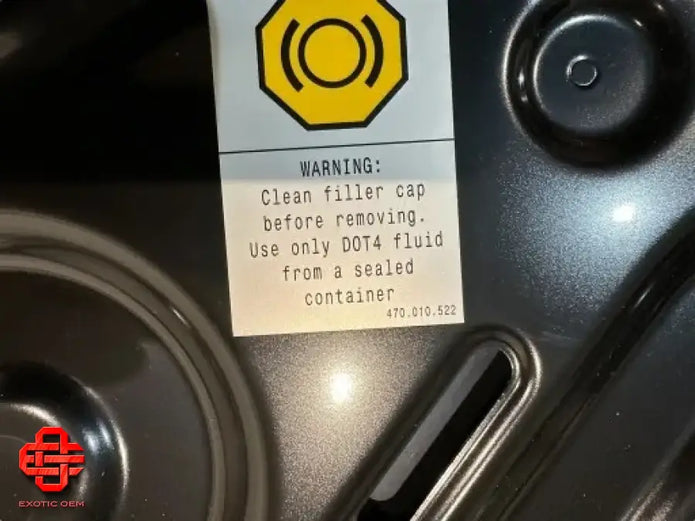 WARNING:
Clean filler cap
before removing.
Use only DOT4 fluid
from a sealed
container
470.010.522
EXOTIC OEM